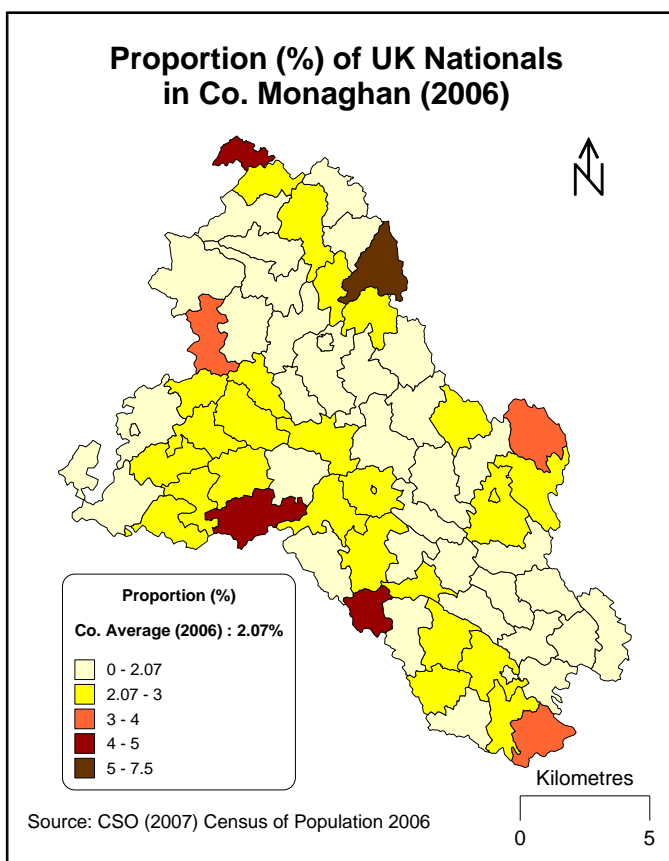 Proportion (%) of UK Nationals
in Co. Monaghan (2006)
N
Proportion (%)
Co. Average (2006) : 2.07%
0 - 2.07
2.07 - 3
3 - 4
4 - 5
5 - 7.5
Kilometres
0 5
Source: CSO (2007) Census of Population 2006